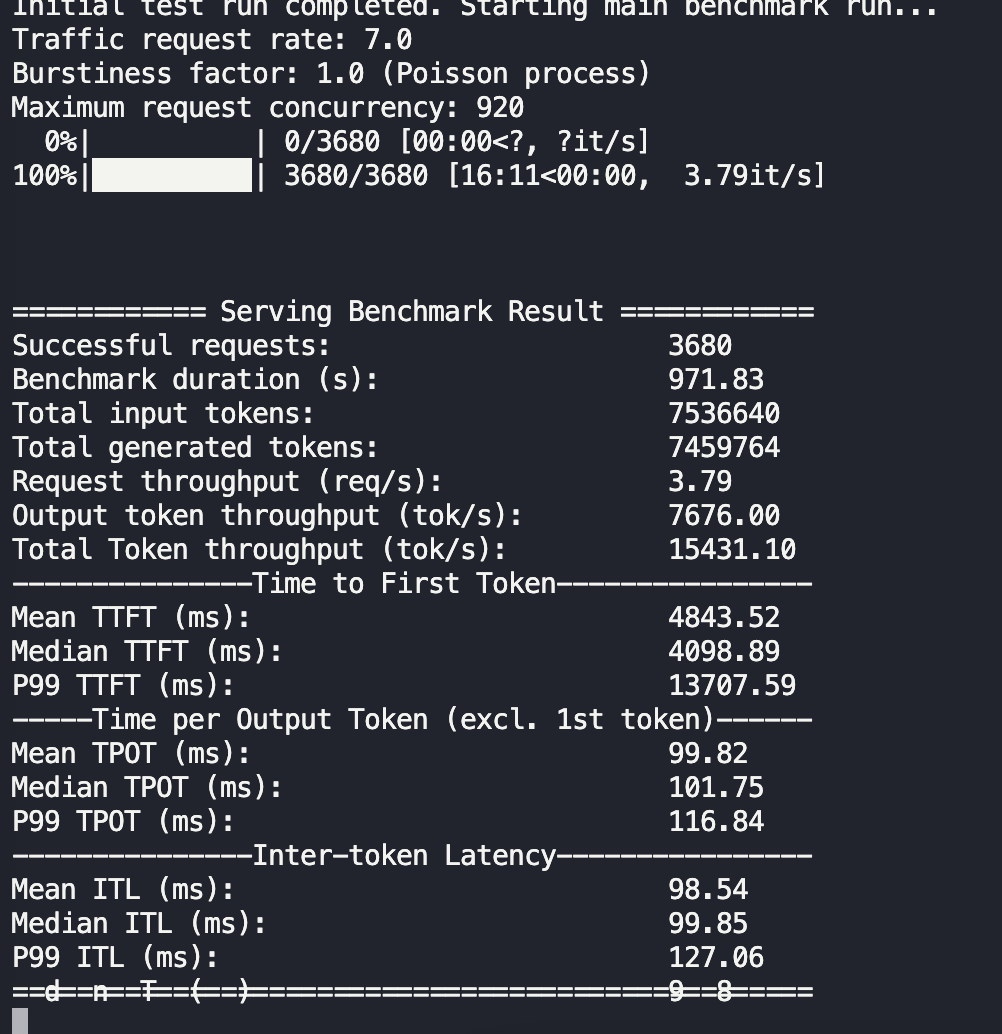 Initial test run completed. Starting main benchmark run...
Traffic request rate: 7.0
Burstiness factor: 1.0 (Poisson process)
Maximum request concurrency: 920
  0%|          | 0/3680 [00:00<?, ?it/s]
100%|██████████| 3680/3680 [16:11<00:00,  3.79it/s]
============ Serving Benchmark Result ============
Successful requests:                     3680
Benchmark duration (s):                  971.83
Total input tokens:                      7536640
Total generated tokens:                  7459764
Request throughput (req/s):              3.79
Output token throughput (tok/s):         7676.00
Total Token throughput (tok/s):          15431.10
---------------Time to First Token----------------
Mean TTFT (ms):                          4843.52
Median TTFT (ms):                        4098.89
P99 TTFT (ms):                           13707.59
-----Time per Output Token (excl. 1st token)------
Mean TPOT (ms):                          99.82
Median TPOT (ms):                        101.75
P99 TPOT (ms):                           116.84
---------------Inter-token Latency----------------
Mean ITL (ms):                           98.54
Median ITL (ms):                         99.85
P99 ITL (ms):                            127.06
==d==n==T==(==)==========================9==8=====